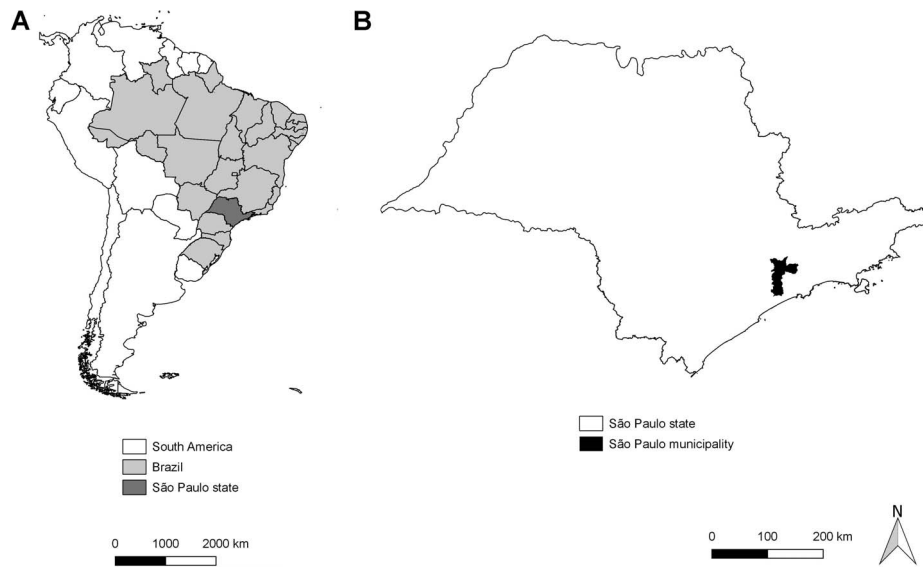 A
B
South America
Brazil
São Paulo state
0 1000 2000 km
São Paulo state
São Paulo municipality
0 100 200 km
N